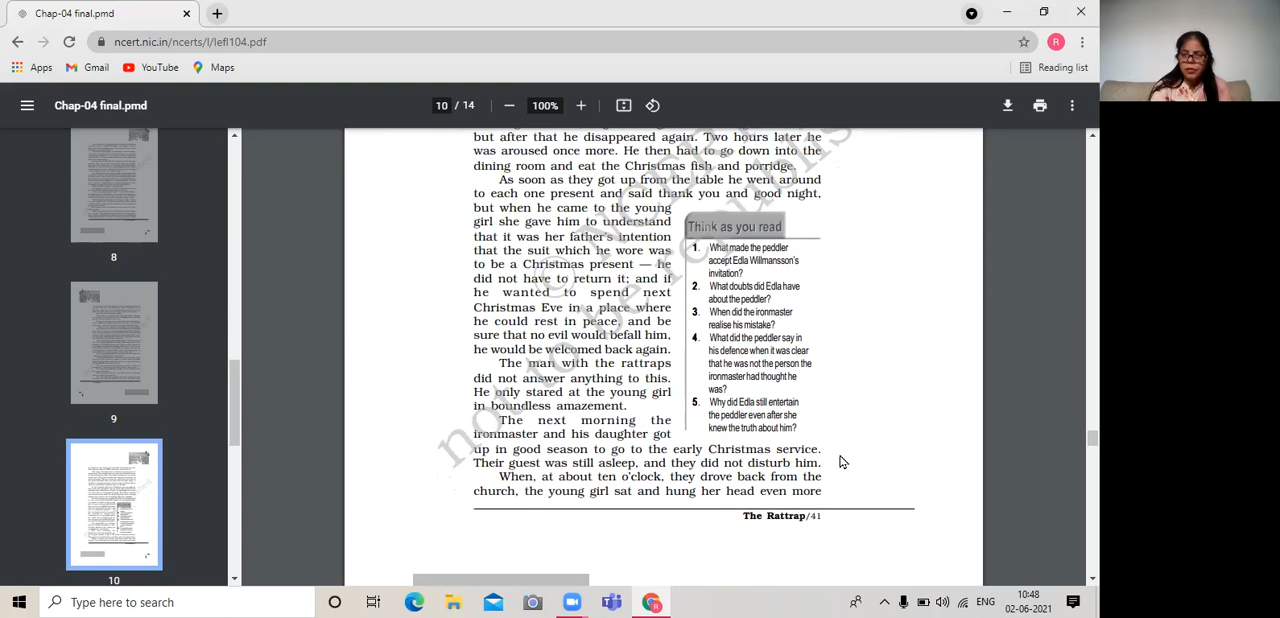 Chap-04 final.pmd
ncert.nic.in/ncerts/l/lefl104.pdf
R
Apps Gmail YouTube Maps Reading list
Chap-04 final.pmd 10 / 14 100%
8
9
10
but after that he disappeared again. Two hours later he
was aroused once more. He then had to go down into the
dining room and eat the Christmas fish and porridge.
As soon as they got up from the table he went around
to each one present and said thank you and good night,
but when he came to the young
girl she gave him to understand
that it was her father's intention
that the suit which he wore was
to be a Christmas present — he
did not have to return it; and if
he wanted to spend next
Christmas Eve in a place where
he could rest in peace, and be
sure that no evil would befall him,
he would be welcomed back again.
The man with the rattraps
did not answer anything to this.
He only stared at the young girl
in boundless amazement.
The next morning the
ironmaster and his daughter got
up in good season to go to the early Christmas service.
Their guest was still asleep, and they did not disturb him.
When, at about ten o'clock, they drove back from the
church, the young girl sat and hung her head even more
Think as you read
1. What made the peddler
accept Edla Willmansson's
invitation?
2. What doubts did Edla have
about the peddler?
3. When did the ironmaster
realise his mistake?
4. What did the peddler say in
his defence when it was clear
that he was not the person the
ironmaster had thought he
was?
5. Why did Edla still entertain
the peddler even after she
knew the truth about him?
The Rattrap/41
© NCERT
not to be republis
Type here to search
R
ENG
10:48
02-06-2021